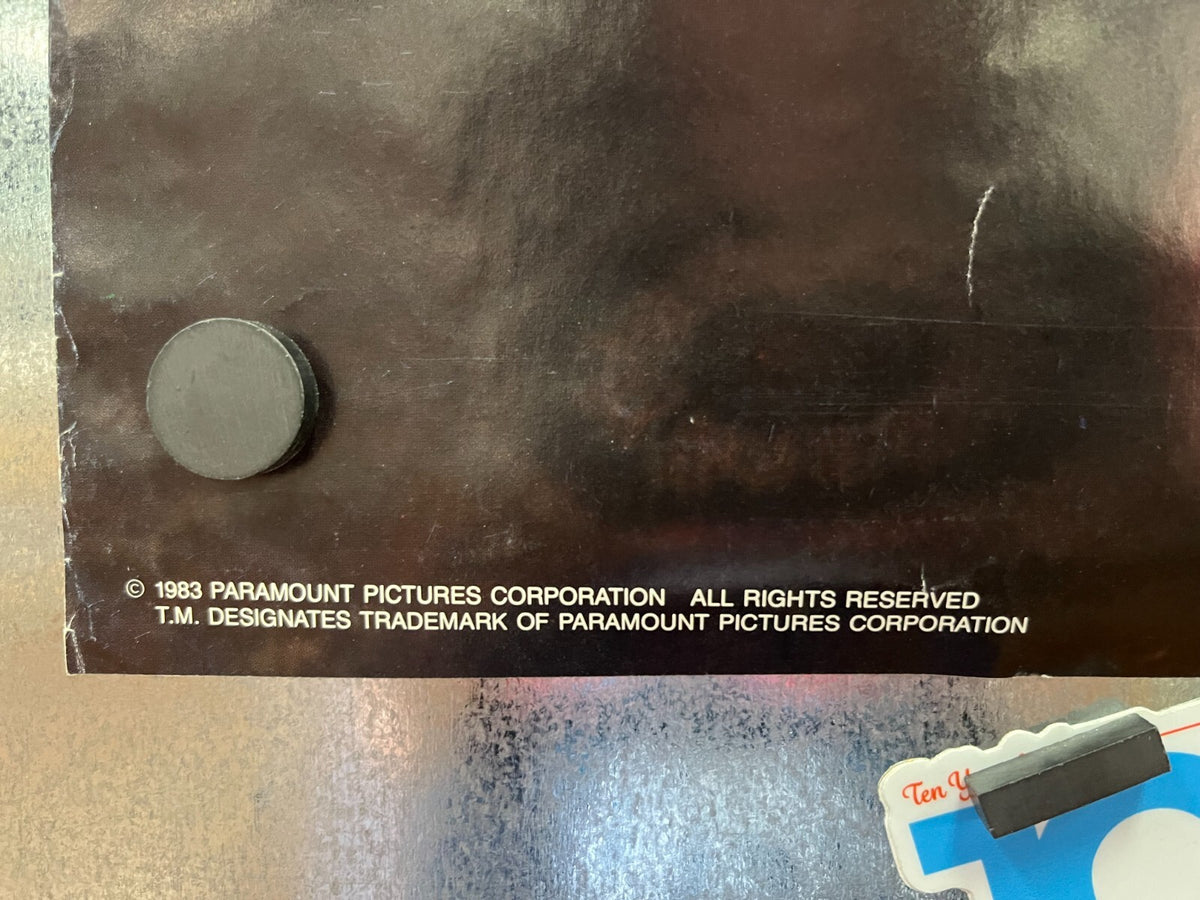 © 1983 PARAMOUNT PICTURES CORPORATION ALL RIGHTS RESERVED
T.M. DESIGNATES TRADEMARK OF PARAMOUNT PICTURES CORPORATION
Ten